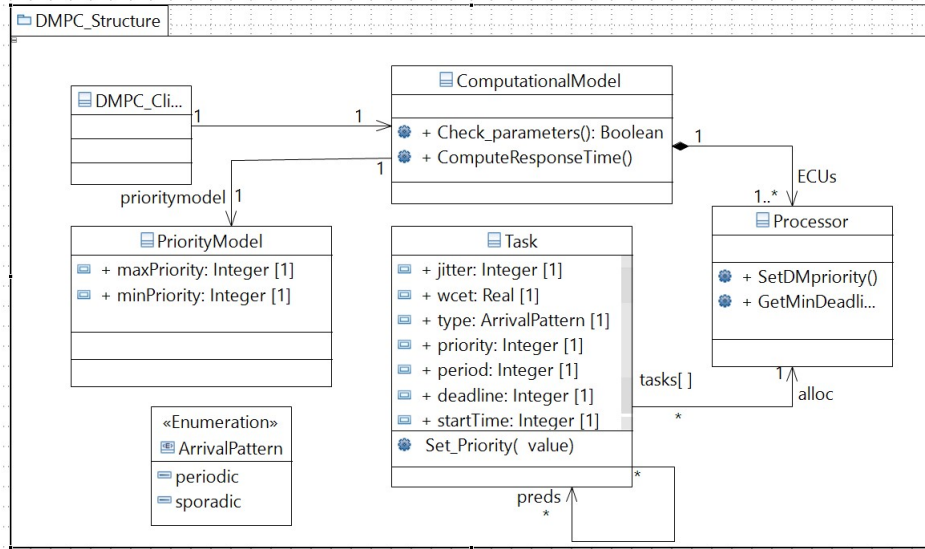 DMPC_Structure
DMPC_Cli...
1
1
ComputationalModel
+ Check_parameters(): Boolean
+ ComputeResponseTime()
1
1
prioritymodel
1
ECUs
1..*
PriorityModel
+ maxPriority: Integer [1]
+ minPriority: Integer [1]
Task
+ jitter: Integer [1]
+ wcet: Real [1]
+ type: ArrivalPattern [1]
+ priority: Integer [1]
+ period: Integer [1]
+ deadline: Integer [1]
+ startTime: Integer [1]
Set_Priority( value)
Processor
+ SetDMpriority()
+ GetMinDeadli...
tasks[ ]
*
1
alloc
«Enumeration»
ArrivalPattern
periodic
sporadic
*
preds
*